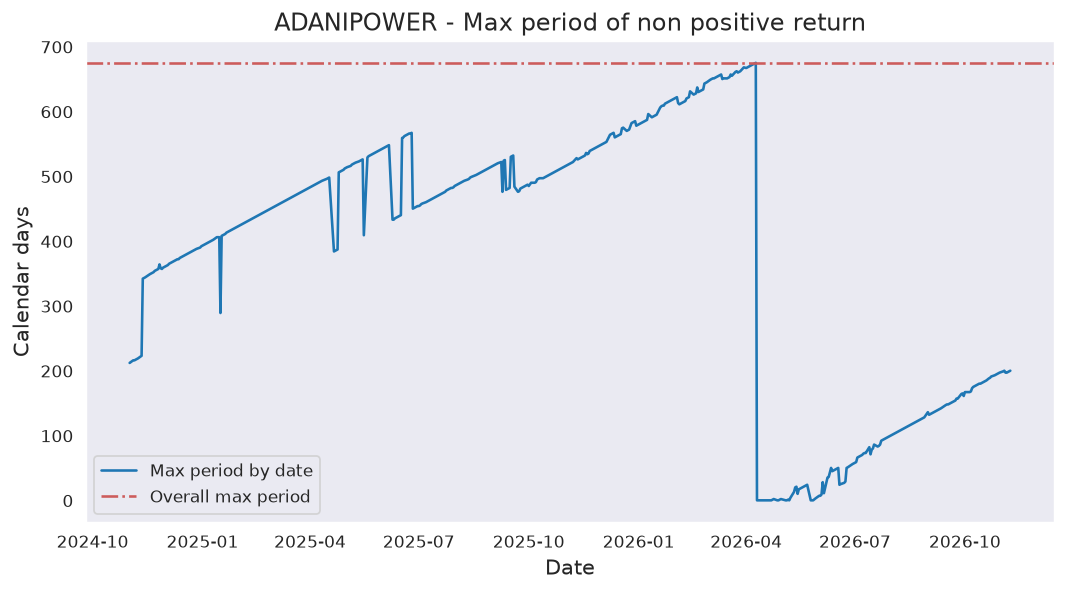 ADANIPOWER - Max period of non positive return
700
600
500
400
300
200
100
0
Calendar days
Max period by date
Overall max period
2024-10 2025-01 2025-04 2025-07 2025-10 2026-01 2026-04 2026-07 2026-10
Date